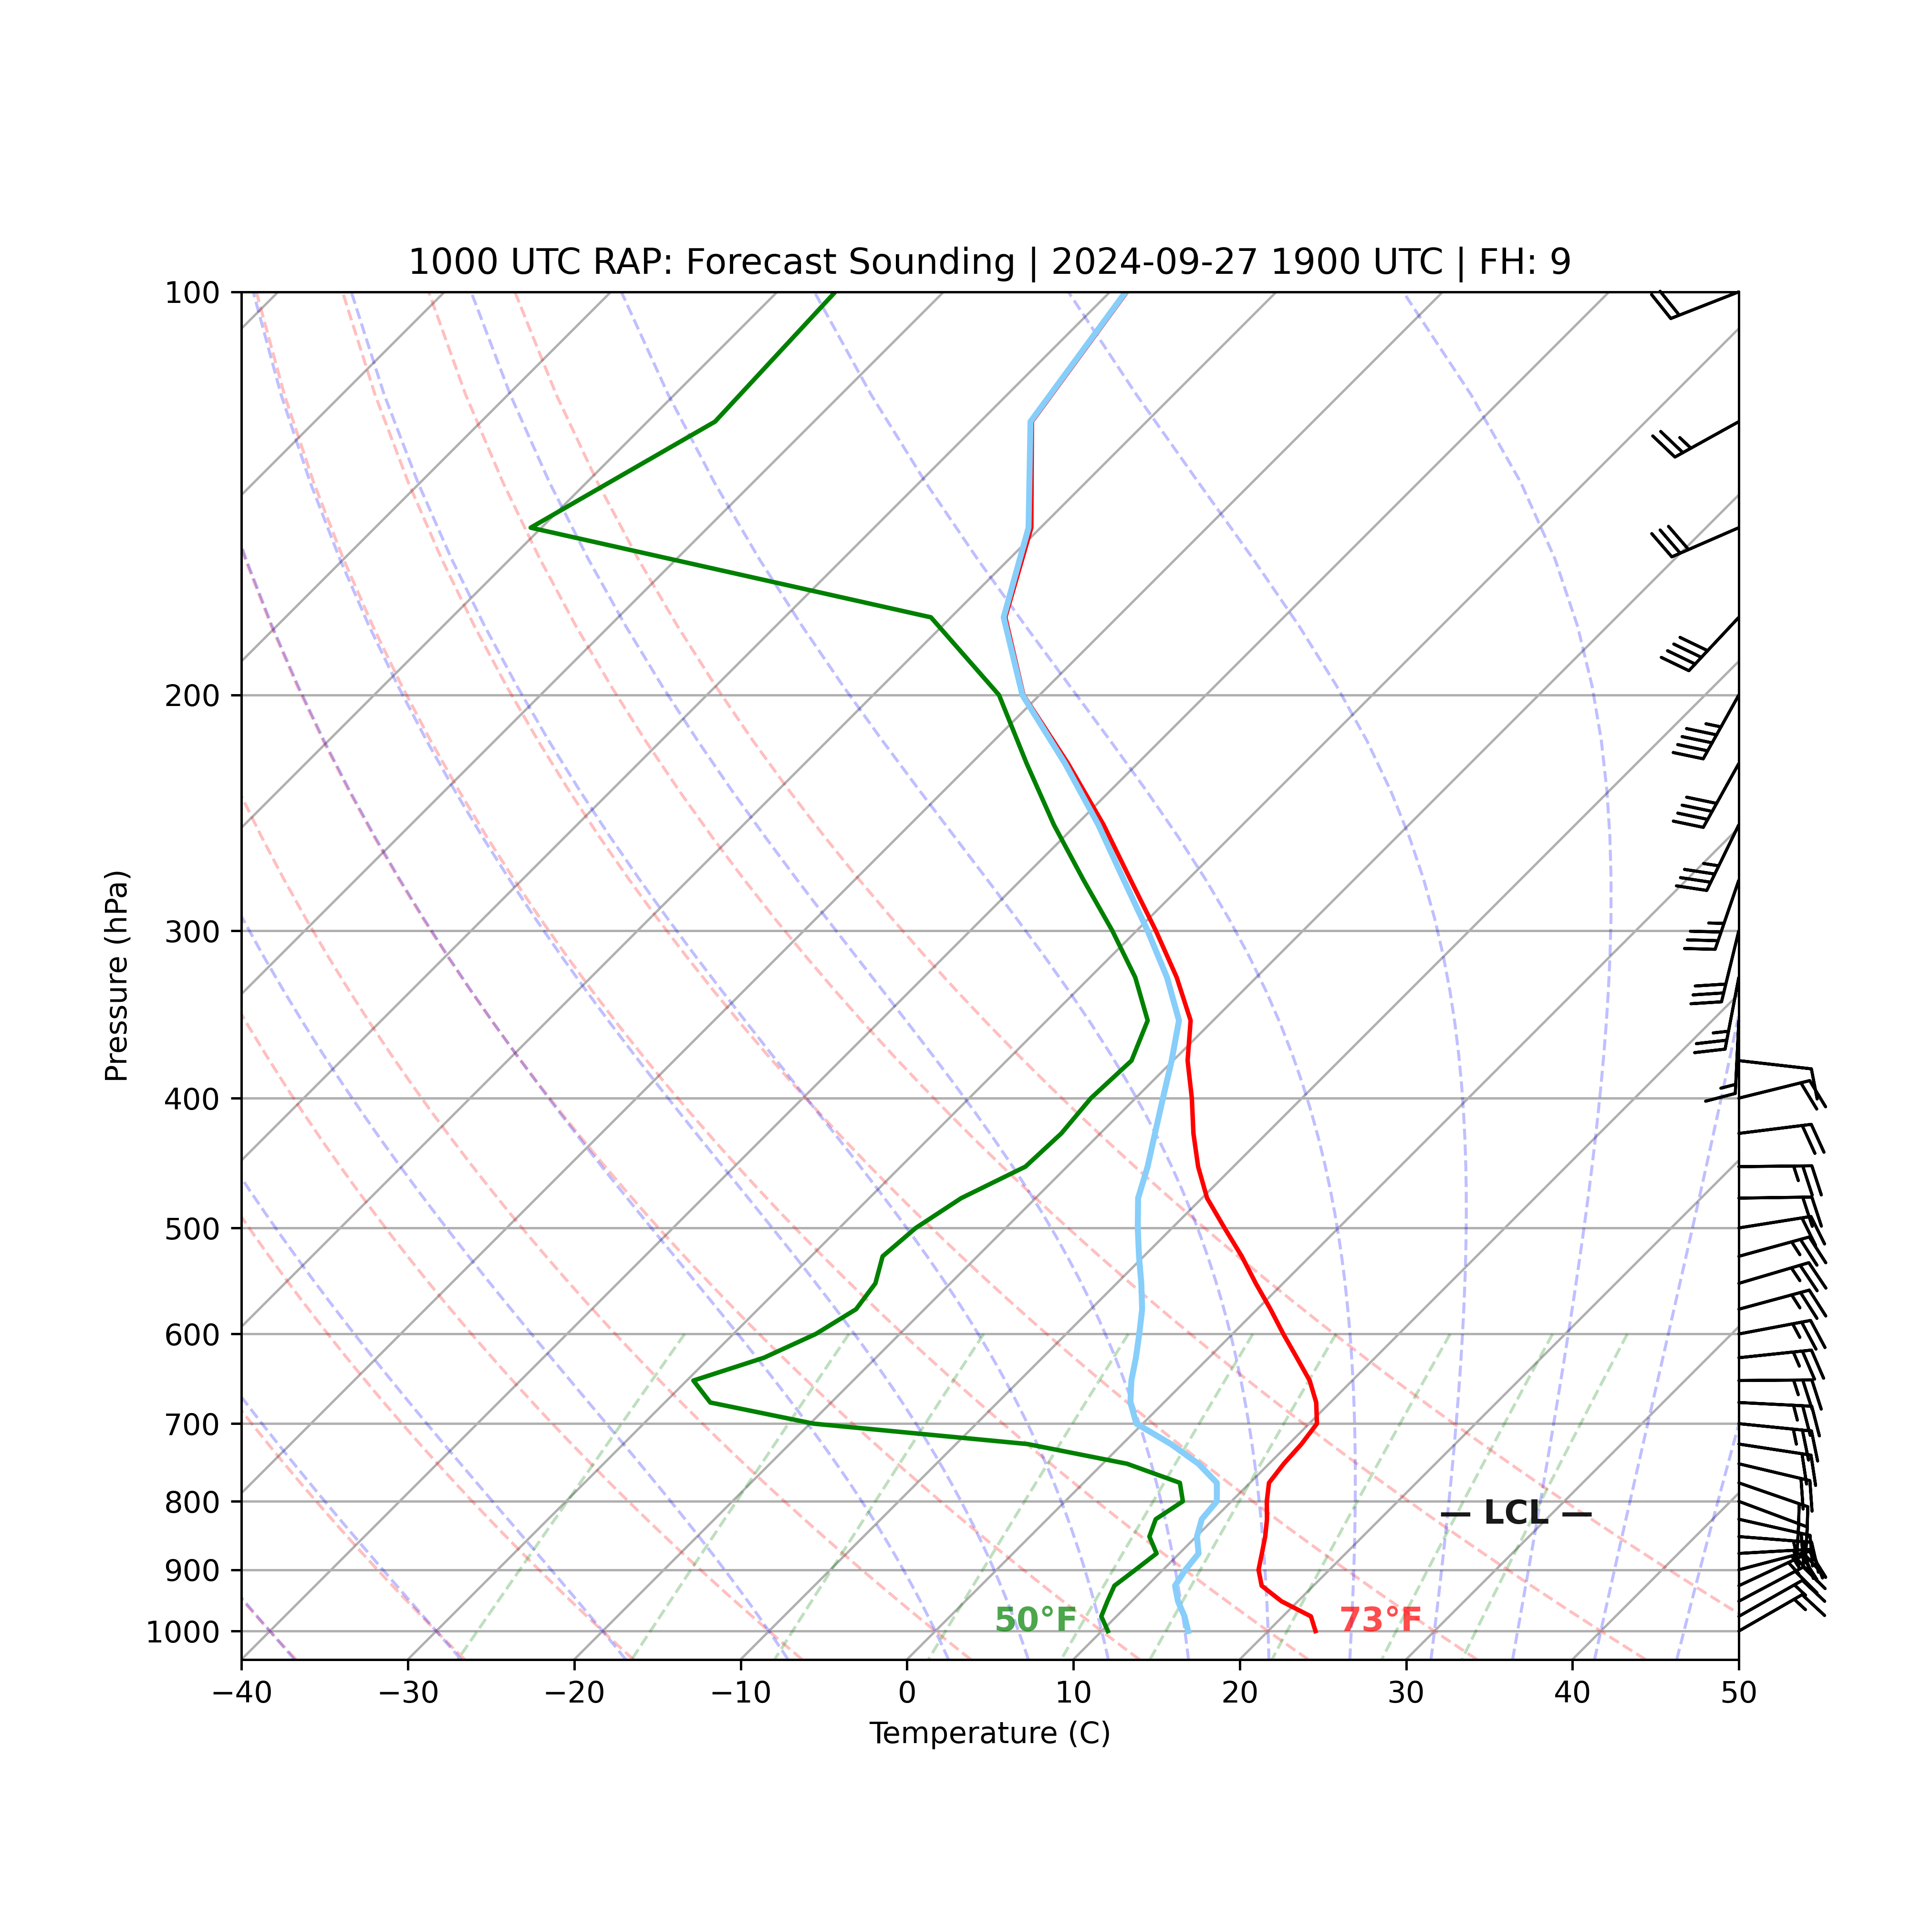 1000 UTC RAP: Forecast Sounding | 2024-09-27 1900 UTC | FH: 9
100
200
300
400
500
600
700
800
900
1000
Pressure (hPa)
— LCL —
50°F
73°F
−40 −30 −20 −10 0 10 20 30 40 50
Temperature (C)